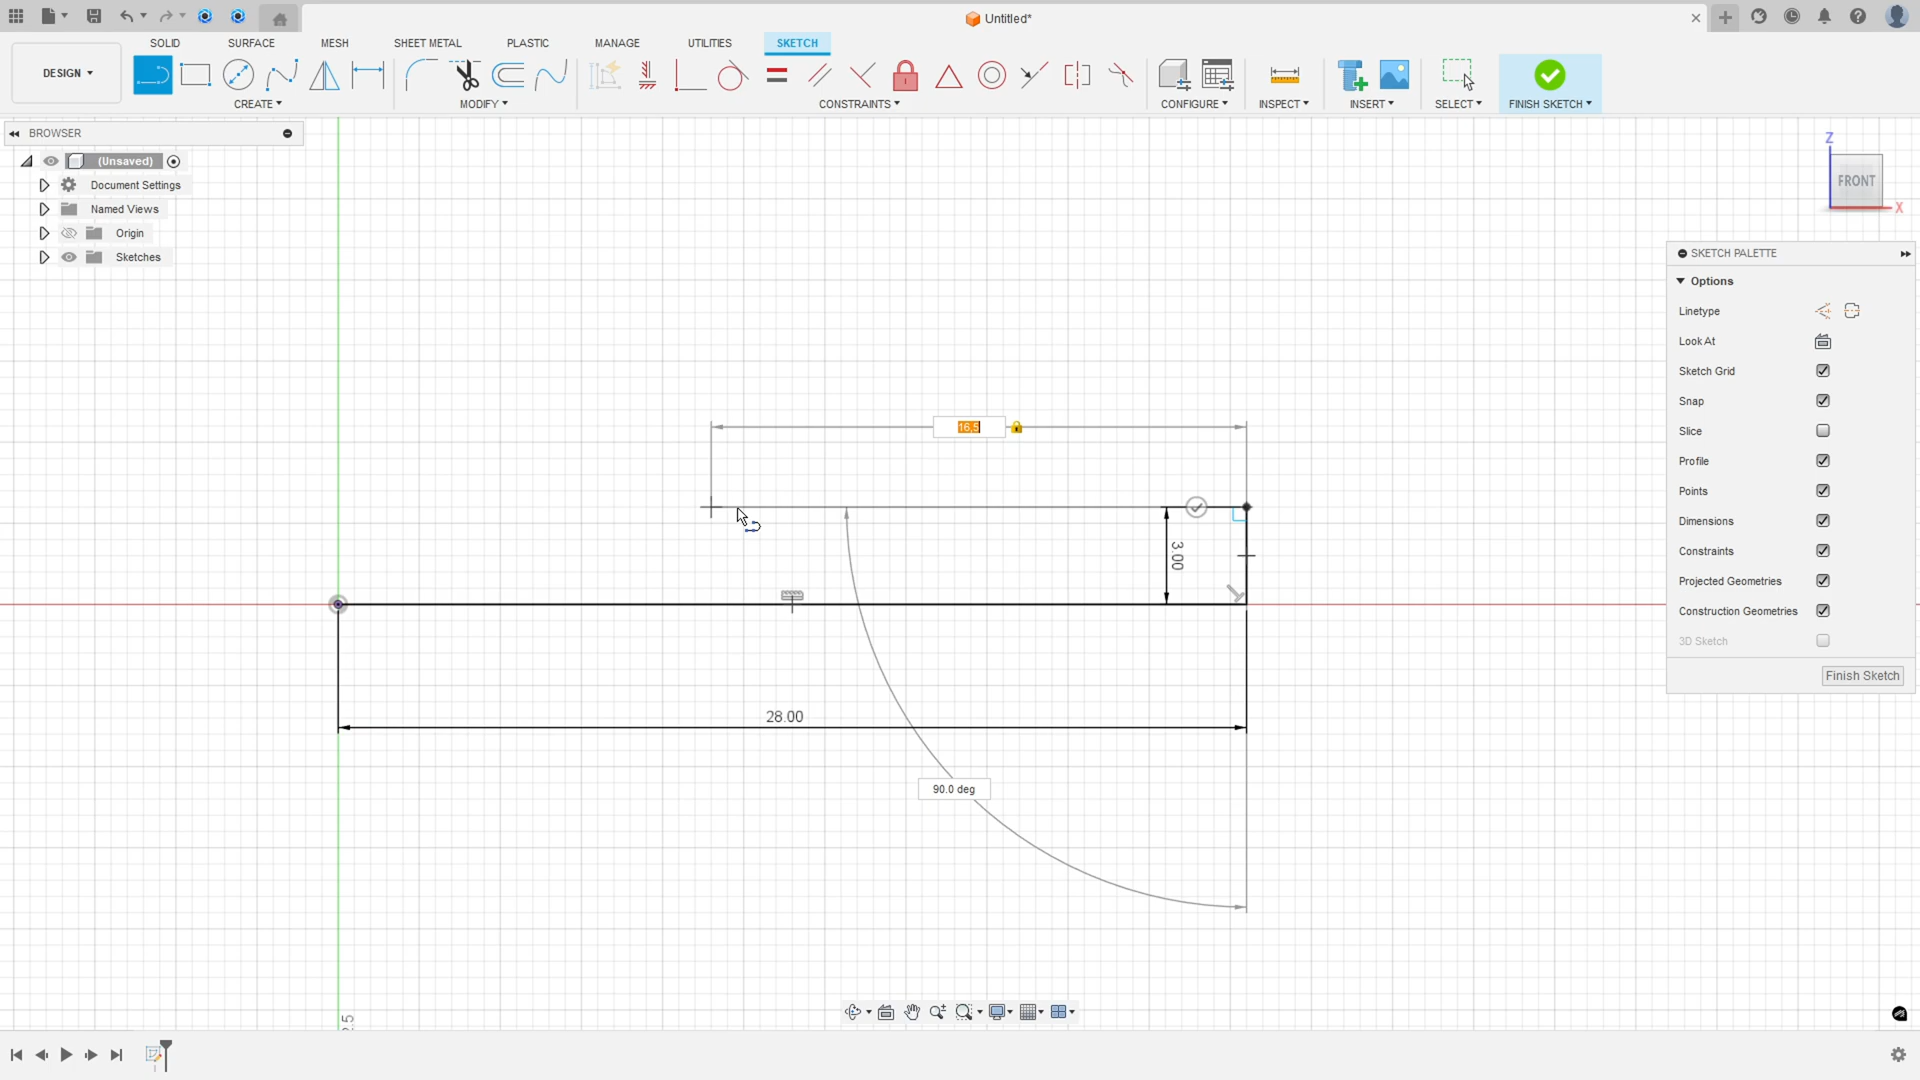 Untitled*
DESIGN
SOLID
SURFACE
MESH
SHEET METAL
PLASTIC
MANAGE
UTILITIES
SKETCH
CREATE
MODIFY
CONSTRAINTS
CONFIGURE
INSPECT
INSERT
SELECT
FINISH SKETCH
BROWSER
(Unsaved)
Document Settings
Named Views
Origin
Sketches
Z
FRONT
X
SKETCH PALETTE
Options
Linetype
Look At
Sketch Grid
Snap
Slice
Profile
Points
Dimensions
Constraints
Projected Geometries
Construction Geometries
3D Sketch
Finish Sketch
16.5
3.00
28.00
90.0 deg
2.5